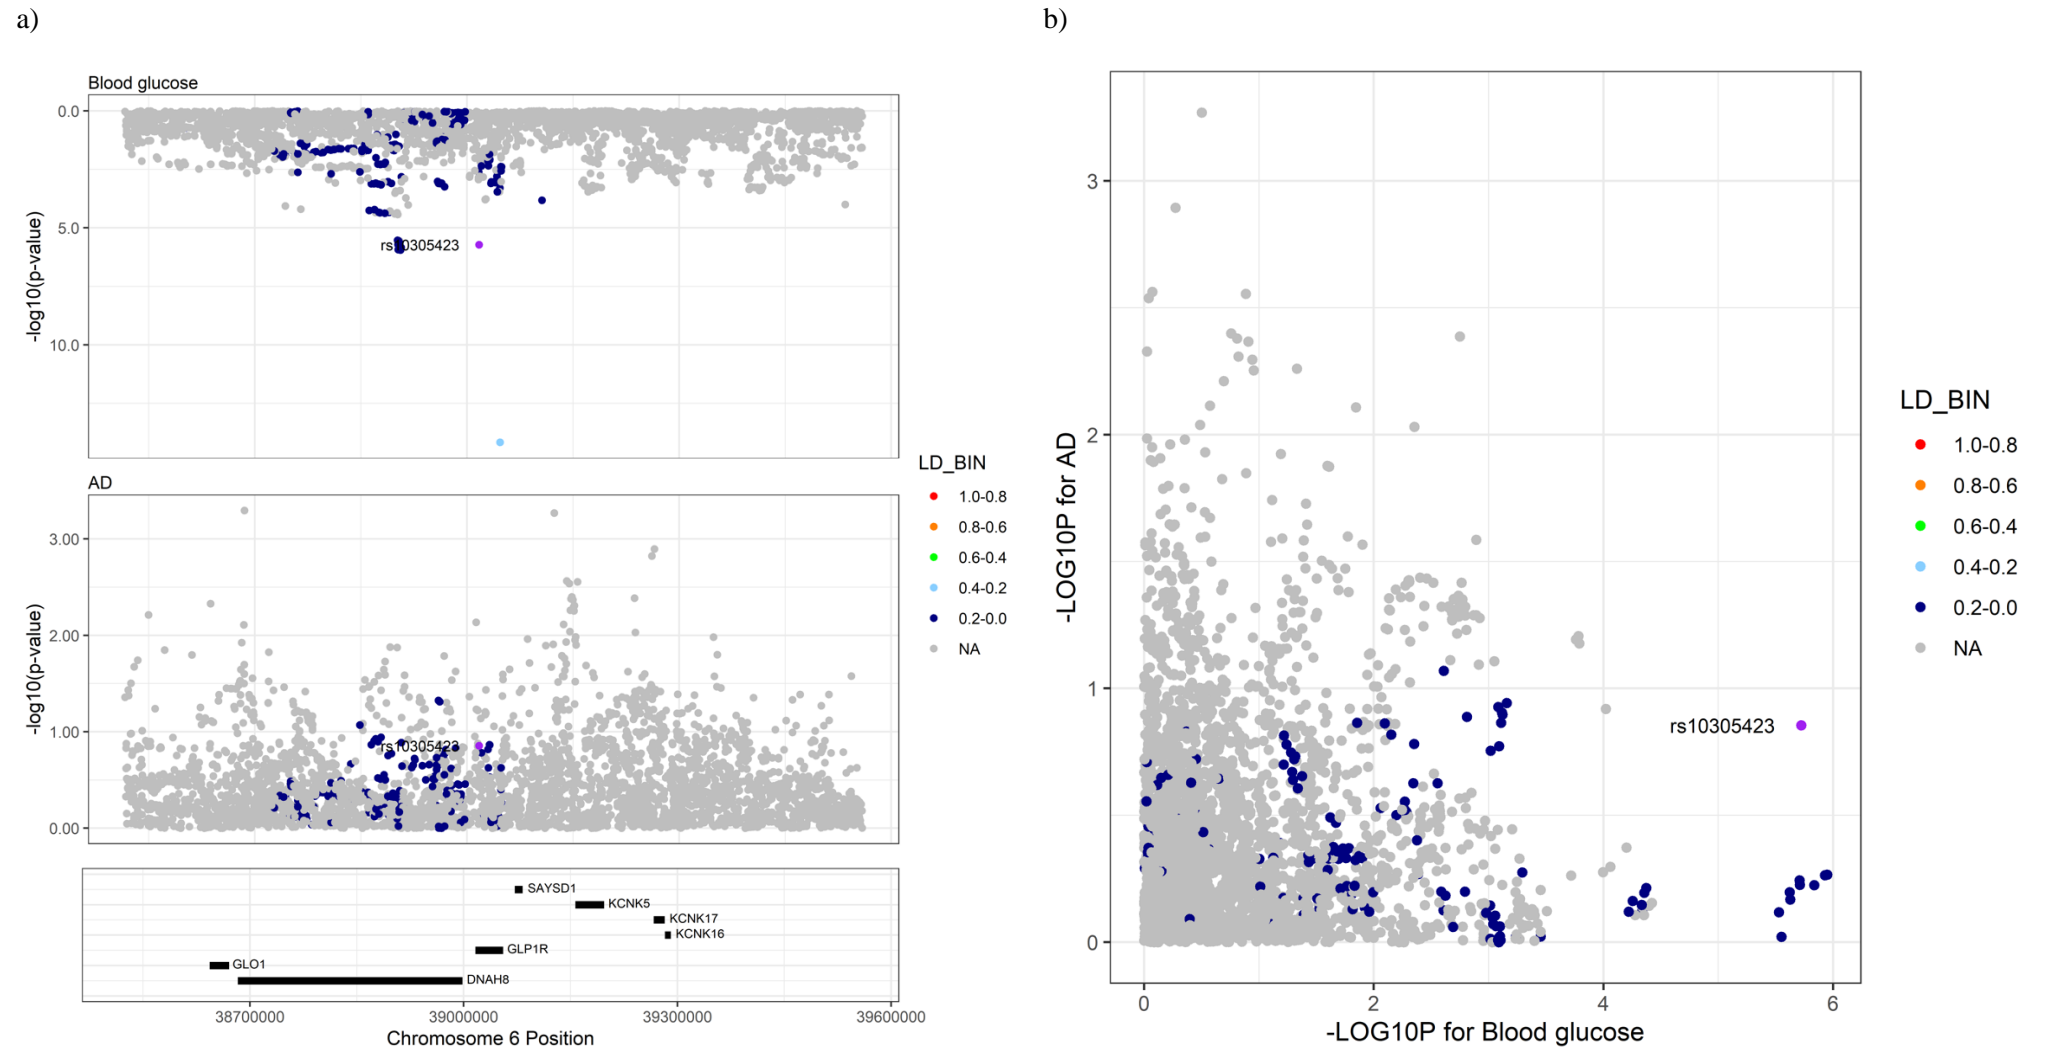 a)
Blood glucose
0.0
5.0
10.0
-log10(p-value)
rs10305423
AD
3.00
2.00
1.00
0.00
-log10(p-value)
rs10305423
LD_BIN
1.0-0.8
0.8-0.6
0.6-0.4
0.4-0.2
0.2-0.0
NA
SAYSD1
KCNK5
KCNK17
KCNK16
GLP1R
GLO1
DNAH8
38700000 39000000 39300000 39600000
Chromosome 6 Position
b)
3
2
1
0
-LOG10P for AD
rs10305423
0 2 4 6
-LOG10P for Blood glucose
LD_BIN
1.0-0.8
0.8-0.6
0.6-0.4
0.4-0.2
0.2-0.0
NA